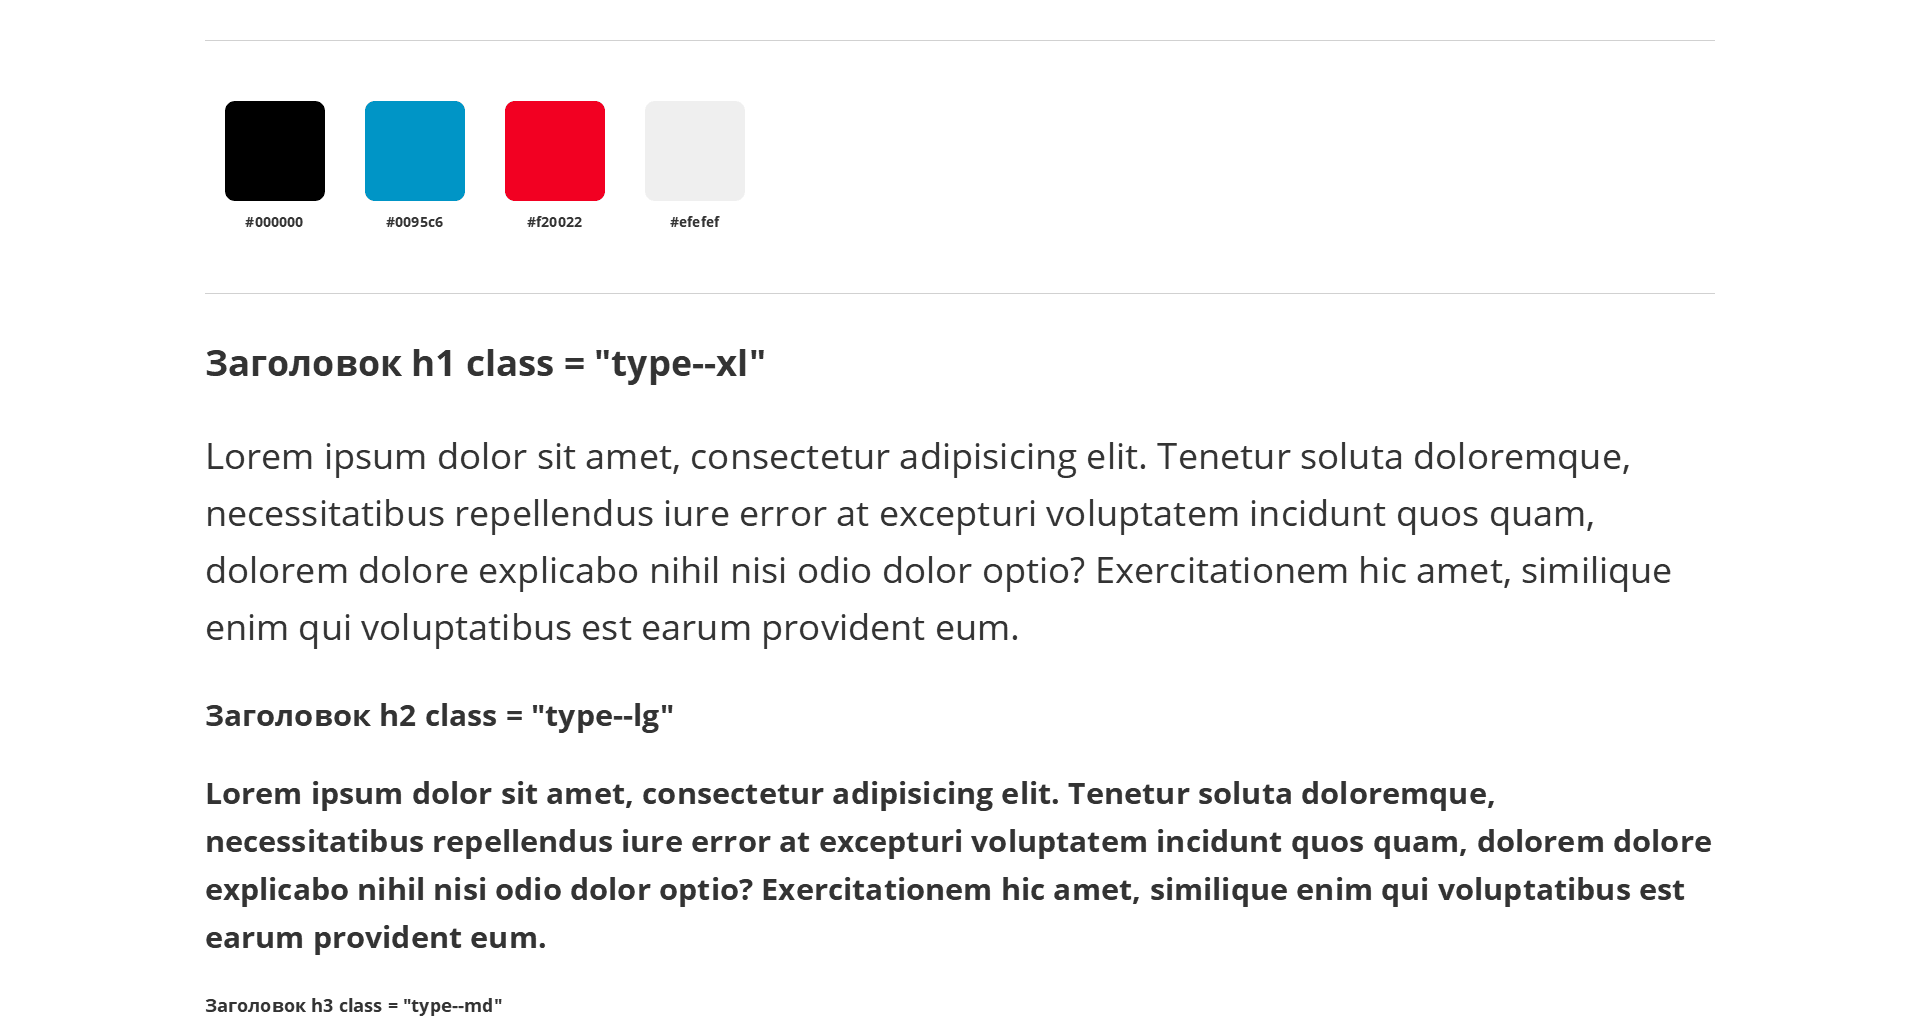 #000000 #0095c6 #f20022 #efefef
Заголовок h1 class = "type--xl"
Lorem ipsum dolor sit amet, consectetur adipisicing elit. Tenetur soluta doloremque,
necessitatibus repellendus iure error at excepturi voluptatem incidunt quos quam,
dolorem dolore explicabo nihil nisi odio dolor optio? Exercitationem hic amet, similique
enim qui voluptatibus est earum provident eum.
Заголовок h2 class = "type--lg"
Lorem ipsum dolor sit amet, consectetur adipisicing elit. Tenetur soluta doloremque,
necessitatibus repellendus iure error at excepturi voluptatem incidunt quos quam, dolorem dolore
explicabo nihil nisi odio dolor optio? Exercitationem hic amet, similique enim qui voluptatibus est
earum provident eum.
Заголовок h3 class = "type--md"